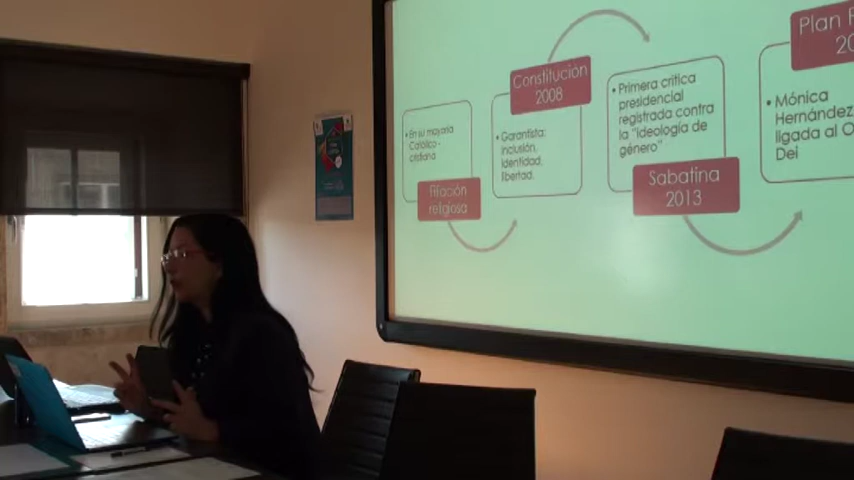 • En su mayoría
Católico -
cristiana
Filiación
religiosa
Constitución
2008
• Garantista:
inclusión,
identidad,
libertad.
• Primera crítica
presidencial
registrada contra
la "ideología de
género"
Sabatina
2013
Plan
• Mónica
Hernández
ligada al
Dei